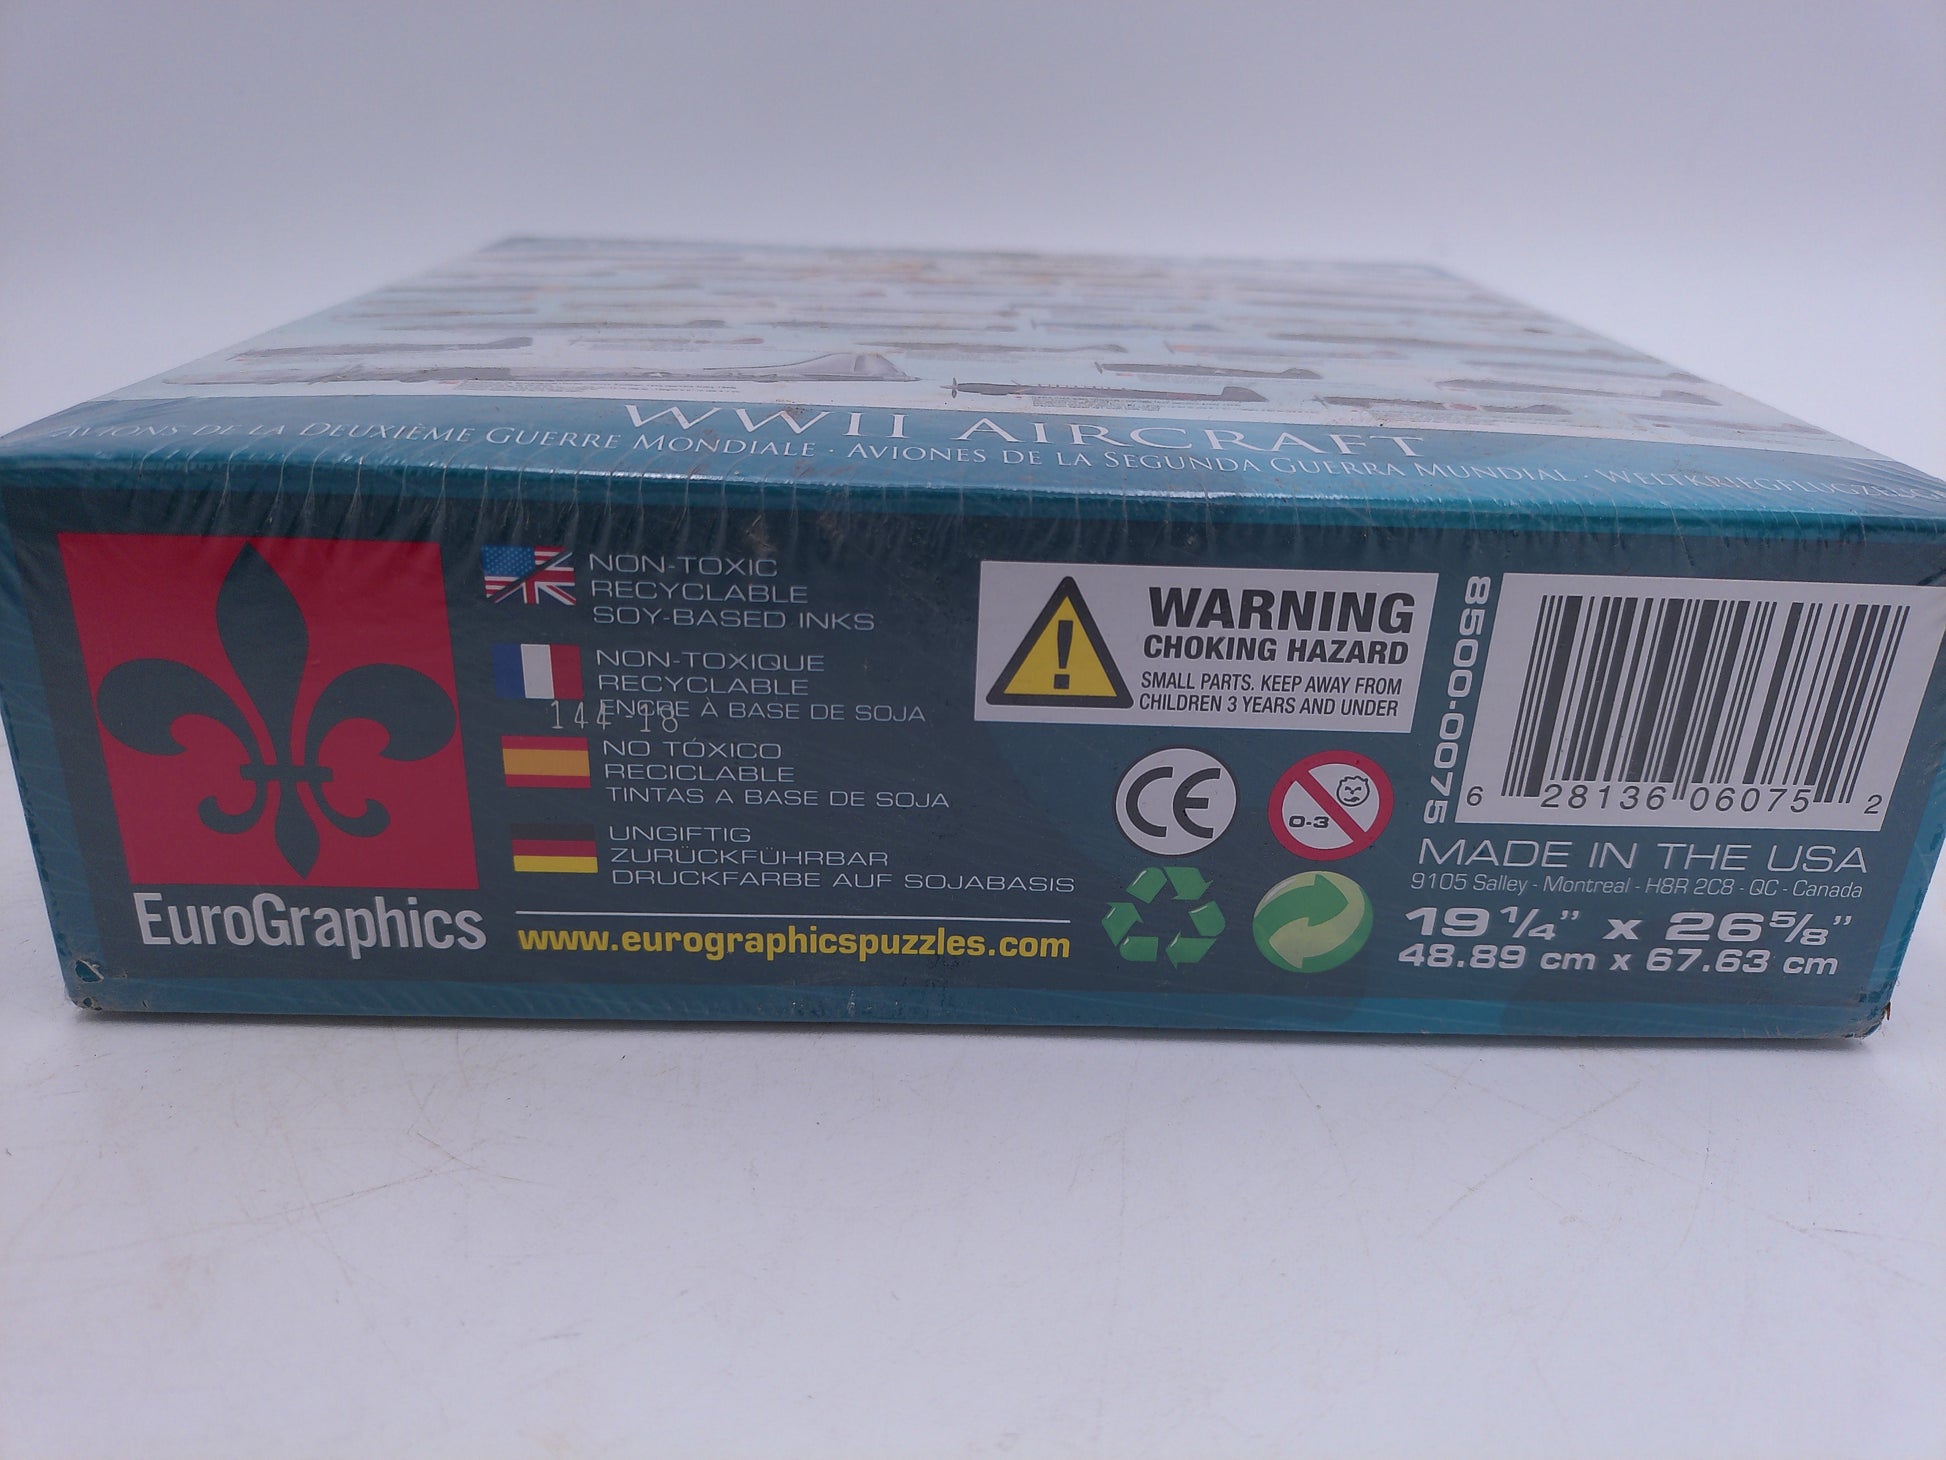 WWII AIRCRAFT
AVIONS DE LA DEUXIÈME GUERRE MONDIALE · AVIONES DE LA SEGUNDA GUERRA MUNDIAL · WELTKRIEGFLUGZEUGE
EuroGraphics
NON-TOXIC
RECYCLABLE
SOY-BASED INKS
NON-TOXIQUE
RECYCLABLE
ENCRE À BASE DE SOJA
144-18
NO TÓXICO
RECICLABLE
TINTAS A BASE DE SOJA
UNGIFTIG
ZURÜCKFÜHRBAR
DRUCKFARBE AUF SOJABASIS
www.eurographicspuzzles.com
WARNING
CHOKING HAZARD
SMALL PARTS. KEEP AWAY FROM
CHILDREN 3 YEARS AND UNDER
CE
0-3
8500-0075
6 28136 06075 2
MADE IN THE USA
9105 Salley - Montreal - H8R 2C8 - QC - Canada
19 1/4" x 26 5/8"
48.89 cm x 67.63 cm